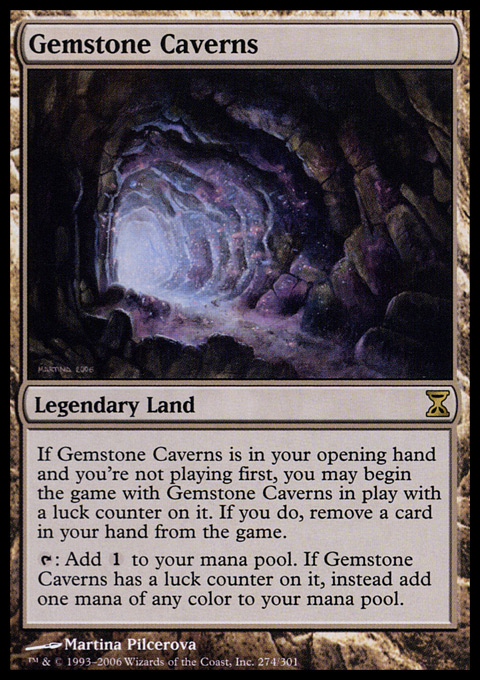 Gemstone Caverns
MARTINA 2006
Legendary Land
If Gemstone Caverns is in your opening hand
and you're not playing first, you may begin
the game with Gemstone Caverns in play with
a luck counter on it. If you do, remove a card
in your hand from the game.
: Add 1 to your mana pool. If Gemstone
Caverns has a luck counter on it, instead add
one mana of any color to your mana pool.
Martina Pilcerova
™ & © 1993–2006 Wizards of the Coast, Inc. 274/301